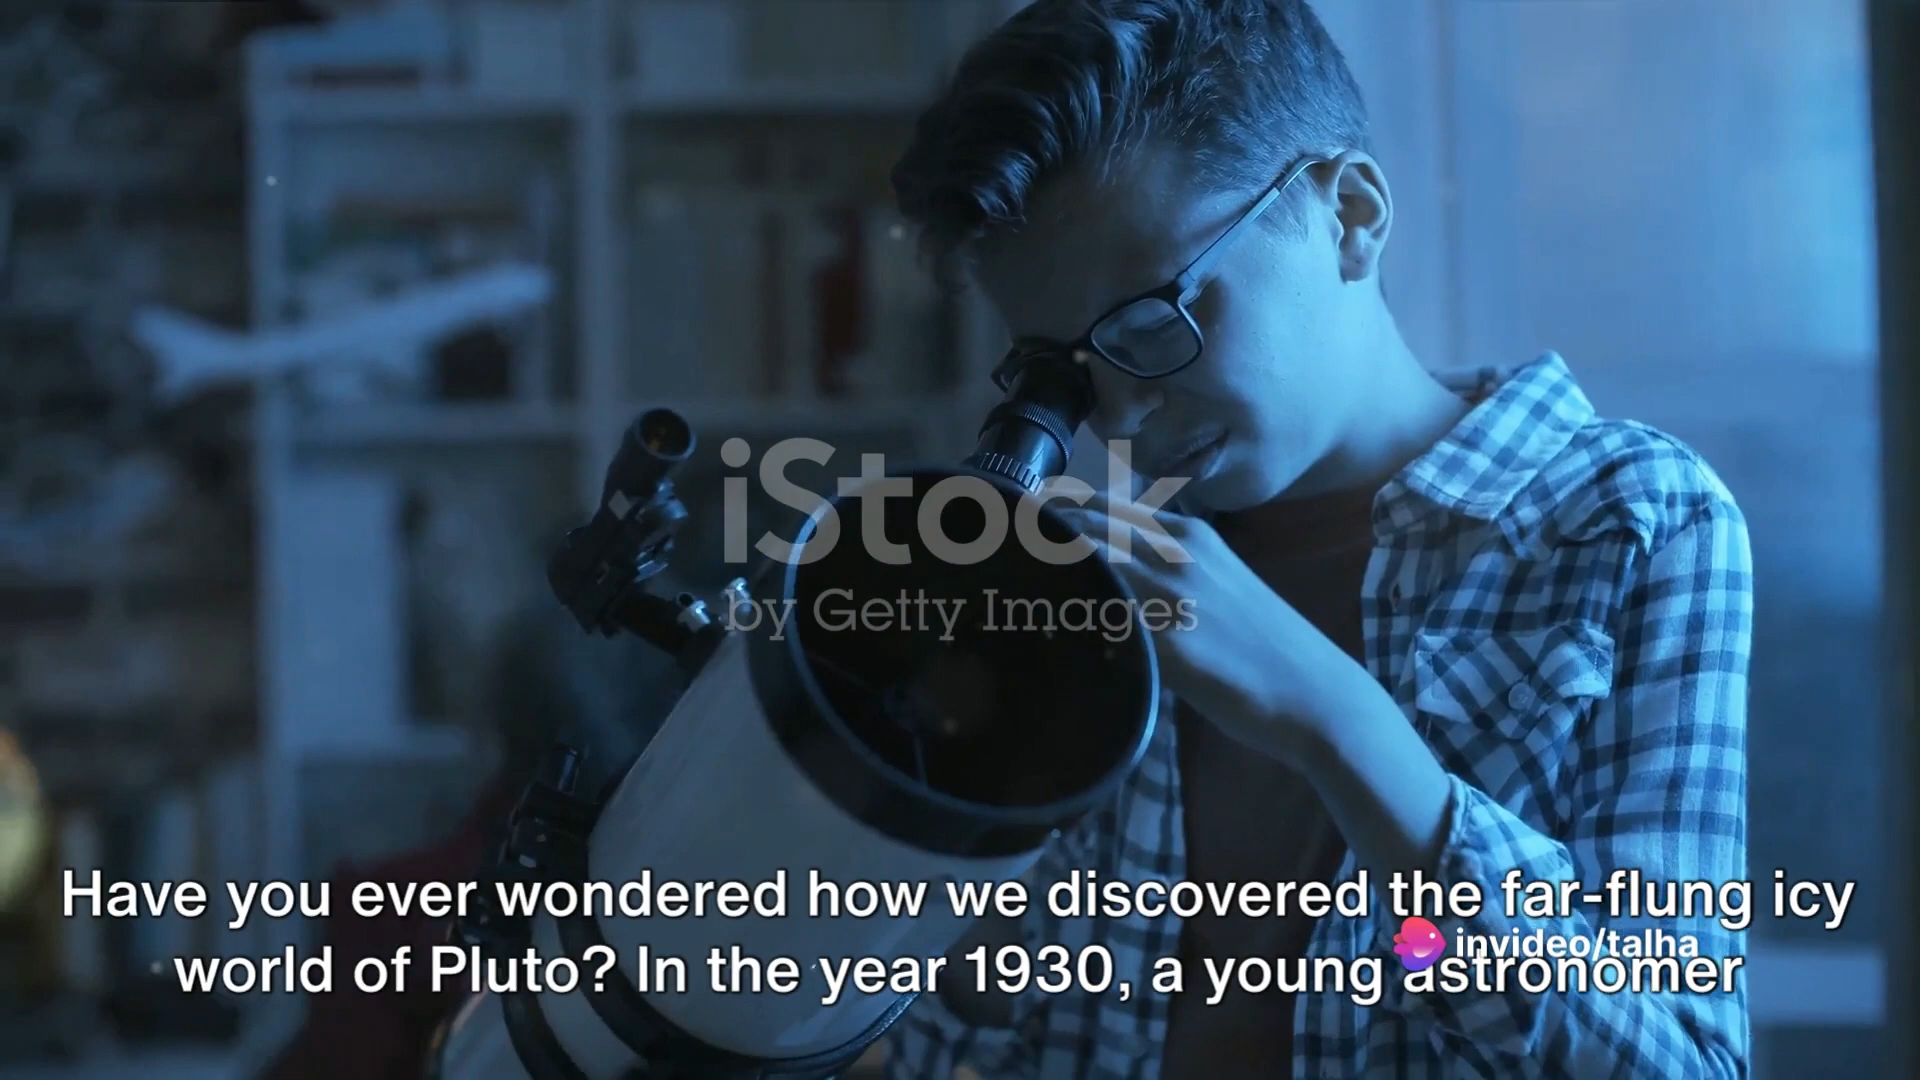 iStock
by Getty Images
Have you ever wondered how we discovered the far-flung icy
invideo/talha
world of Pluto? In the year 1930, a young astronomer